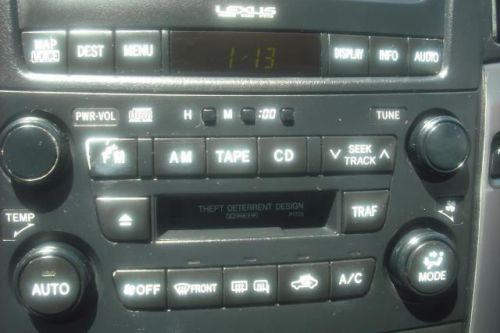 LEXUS
MAP VOICE DEST MENU 1:13 DISPLAY INFO AUDIO
PWR•VOL H M :00 TUNE
FM AM TAPE CD SEEK TRACK
THEFT DETERRENT DESIGN
TRAF
TEMP
AUTO OFF FRONT A/C MODE